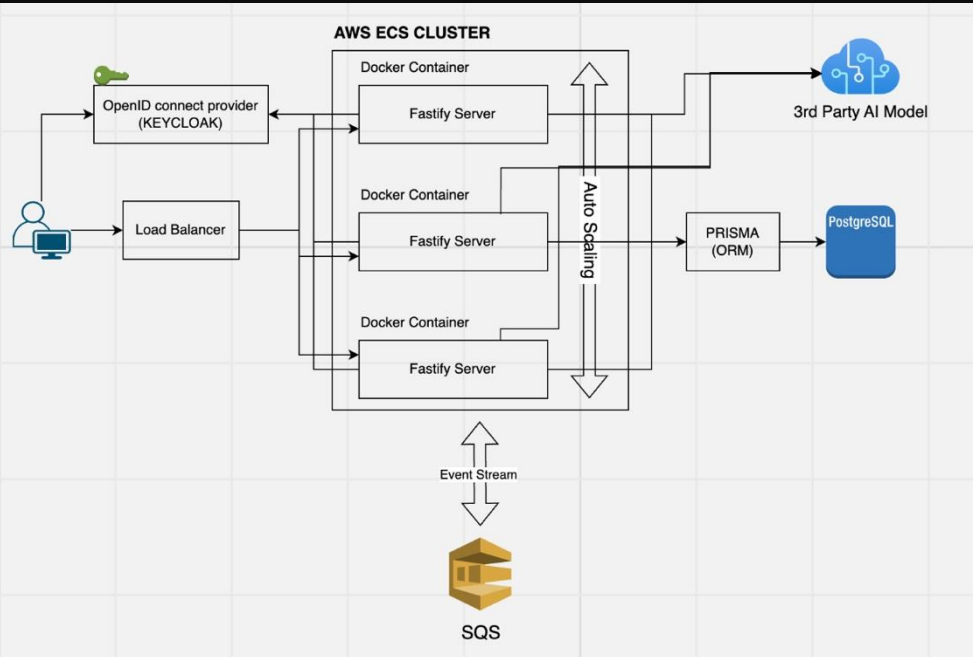 AWS ECS CLUSTER
Docker Container
OpenID connect provider
(KEYCLOAK)
Fastify Server
3rd Party AI Model
Docker Container
Load Balancer
Fastify Server
Auto Scaling
PRISMA
(ORM)
PostgreSQL
Docker Container
Fastify Server
Event Stream
SQS